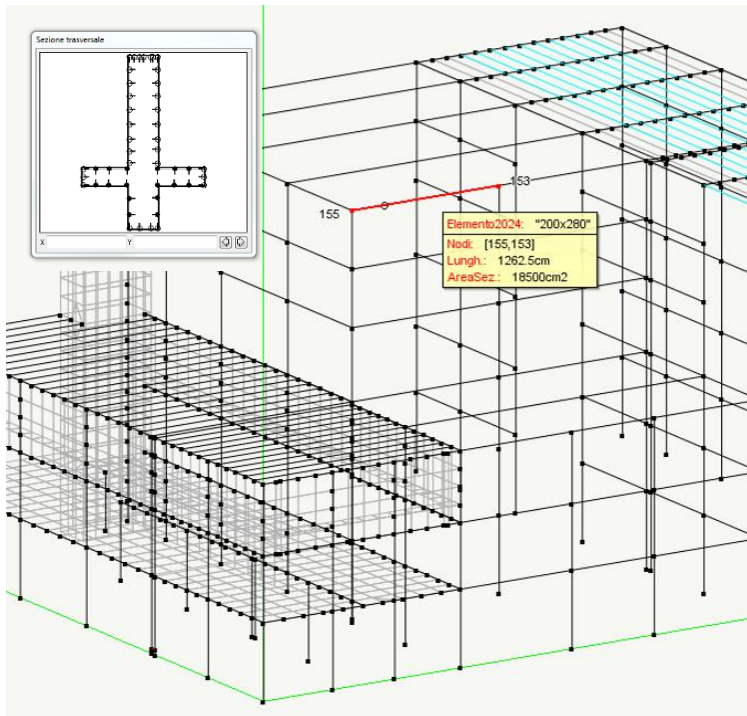 Sezione trasversale
X
Y
153
155
Elemento2024: "200x280"
Nodi: [155,153]
Lungh.: 1262.5cm
AreaSez.: 18500cm2